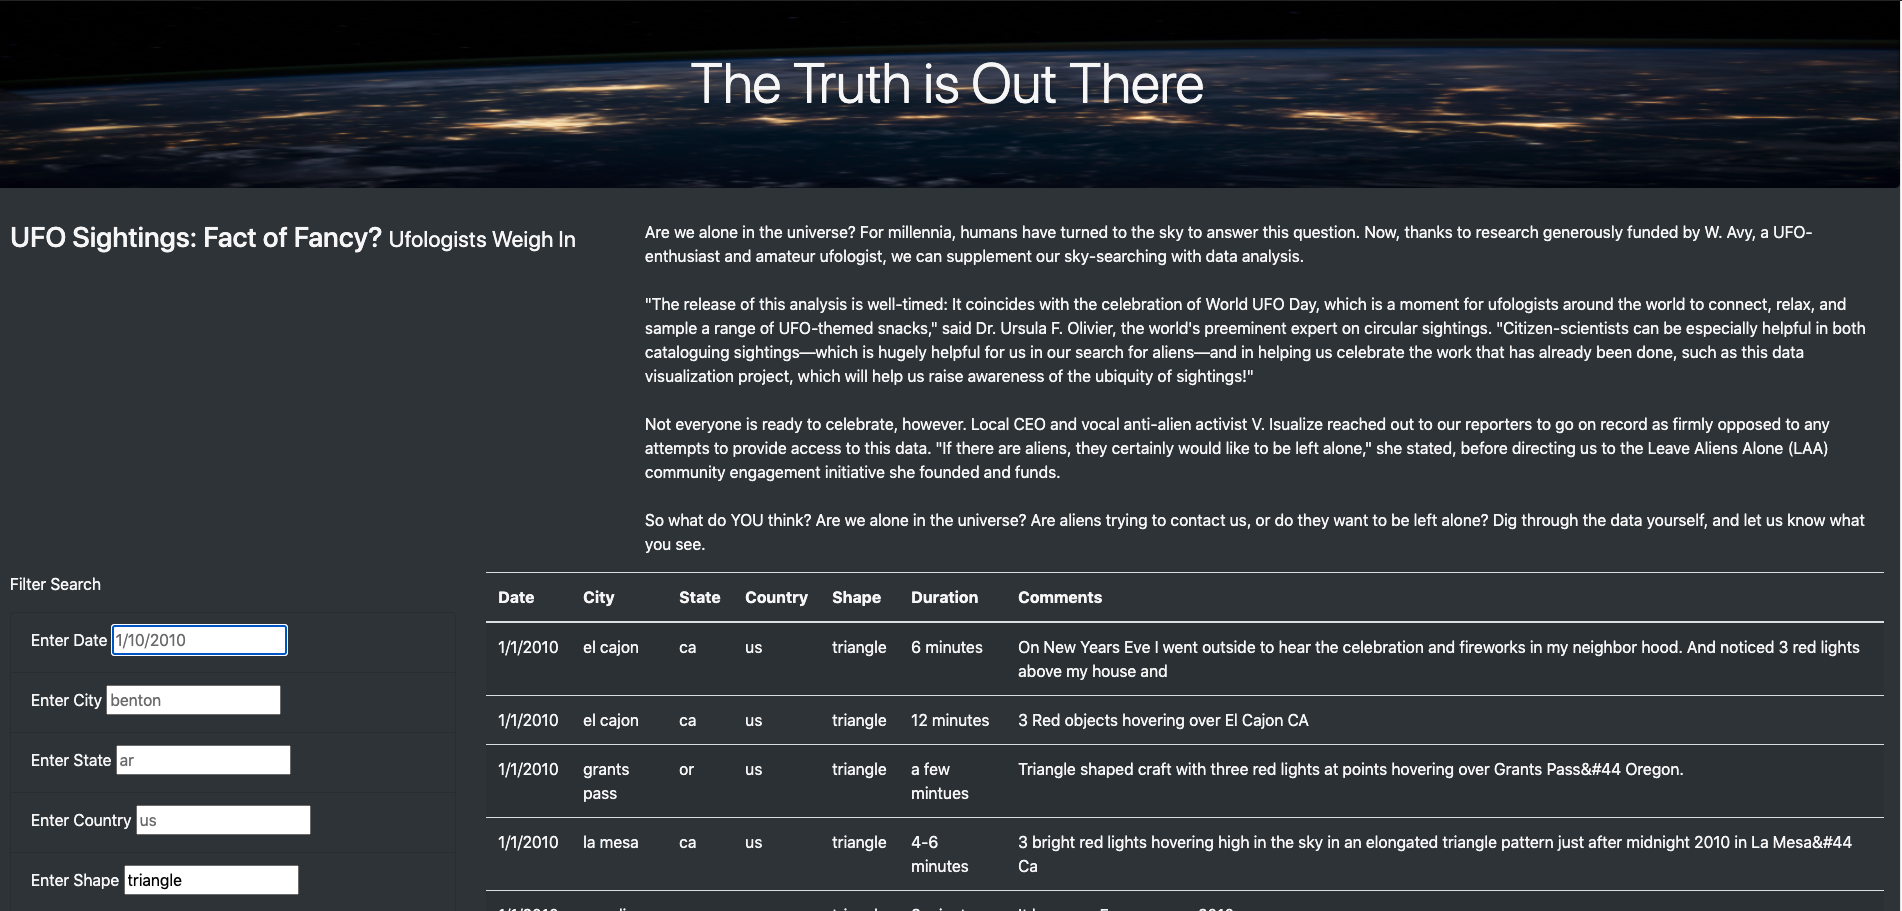 The Truth is Out There
UFO Sightings: Fact of Fancy? Ufologists Weigh In
Are we alone in the universe? For millennia, humans have turned to the sky to answer this question. Now, thanks to research generously funded by W. Avy, a UFO-
enthusiast and amateur ufologist, we can supplement our sky-searching with data analysis.
"The release of this analysis is well-timed: It coincides with the celebration of World UFO Day, which is a moment for ufologists around the world to connect, relax, and
sample a range of UFO-themed snacks," said Dr. Ursula F. Olivier, the world's preeminent expert on circular sightings. "Citizen-scientists can be especially helpful in both
cataloguing sightings—which is hugely helpful for us in our search for aliens—and in helping us celebrate the work that has already been done, such as this data
visualization project, which will help us raise awareness of the ubiquity of sightings!"
Not everyone is ready to celebrate, however. Local CEO and vocal anti-alien activist V. Isualize reached out to our reporters to go on record as firmly opposed to any
attempts to provide access to this data. "If there are aliens, they certainly would like to be left alone," she stated, before directing us to the Leave Aliens Alone (LAA)
community engagement initiative she founded and funds.
So what do YOU think? Are we alone in the universe? Are aliens trying to contact us, or do they want to be left alone? Dig through the data yourself, and let us know what
you see.
Filter Search
Enter Date 1/10/2010
Enter City benton
Enter State ar
Enter Country us
Enter Shape triangle
Date City State Country Shape Duration Comments
1/1/2010 el cajon ca us triangle 6 minutes On New Years Eve I went outside to hear the celebration and fireworks in my neighbor hood. And noticed 3 red lights
above my house and
1/1/2010 el cajon ca us triangle 12 minutes 3 Red objects hovering over El Cajon CA
1/1/2010 grants or us triangle a few Triangle shaped craft with three red lights at points hovering over Grants Pass&#44 Oregon.
pass mintues
1/1/2010 la mesa ca us triangle 4-6 3 bright red lights hovering high in the sky in an elongated triangle pattern just after midnight 2010 in La Mesa&#44
minutes Ca